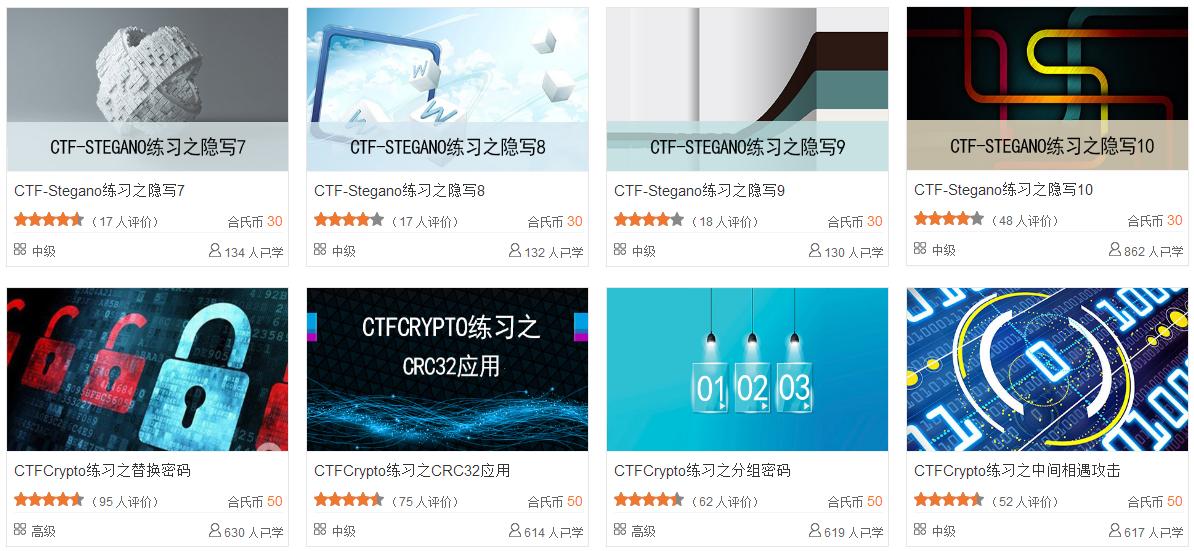 CTF-STEGANO练习之隐写7
CTF-Stegano练习之隐写7
（17 人评价） 合氏币 30
中级 134 人已学
CTF-STEGANO练习之隐写8
CTF-Stegano练习之隐写8
（17 人评价） 合氏币 30
中级 132 人已学
CTF-STEGANO练习之隐写9
CTF-Stegano练习之隐写9
（18 人评价） 合氏币 30
中级 130 人已学
CTF-STEGANO练习之隐写10
CTF-Stegano练习之隐写10
（48 人评价） 合氏币 30
中级 862 人已学
CTFCrypto练习之替换密码
（95 人评价） 合氏币 50
高级 630 人已学
CTFCRYPTO练习之
CRC32应用
CTFCrypto练习之CRC32应用
（75 人评价） 合氏币 50
中级 614 人已学
01 02 03
CTFCrypto练习之分组密码
（62 人评价） 合氏币 50
高级 619 人已学
CTFCrypto练习之中间相遇攻击
（52 人评价） 合氏币 50
中级 617 人已学